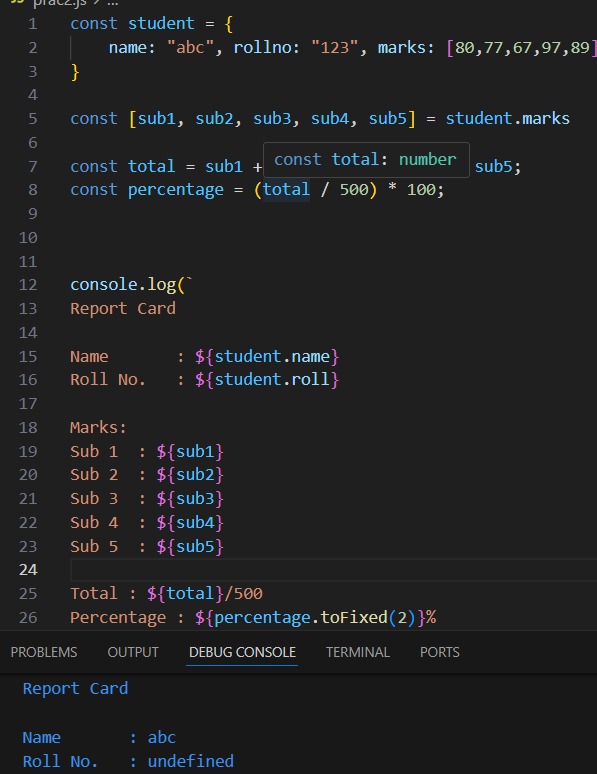 prac2.js > ...
1 const student = {
2 name: "abc", rollno: "123", marks: [80,77,67,97,89]
3 }
4
5 const [sub1, sub2, sub3, sub4, sub5] = student.marks
6
const total: number
7 const total = sub1 + sub5;
8 const percentage = (total / 500) * 100;
9
10
11
12 console.log(`
13 Report Card
14
15 Name : ${student.name}
16 Roll No. : ${student.roll}
17
18 Marks:
19 Sub 1 : ${sub1}
20 Sub 2 : ${sub2}
21 Sub 3 : ${sub3}
22 Sub 4 : ${sub4}
23 Sub 5 : ${sub5}
24
25 Total : ${total}/500
26 Percentage : ${percentage.toFixed(2)}%
PROBLEMS OUTPUT DEBUG CONSOLE TERMINAL PORTS
Report Card
Name : abc
Roll No. : undefined